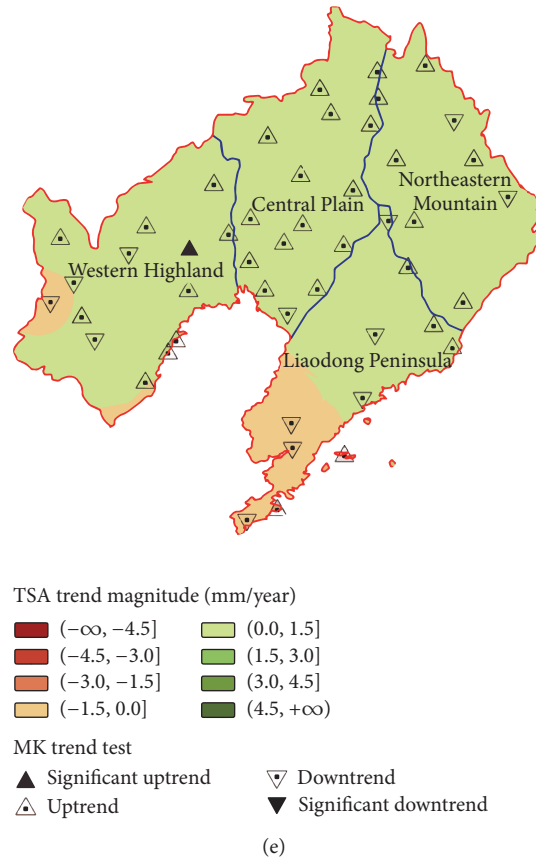 Northeastern
Mountain
Central Plain
Western Highland
Liaodong Peninsula
TSA trend magnitude (mm/year)
(−∞, −4.5]
(0.0, 1.5]
(−4.5, −3.0]
(1.5, 3.0]
(−3.0, −1.5]
(3.0, 4.5]
(−1.5, 0.0]
(4.5, +∞)
MK trend test
Significant uptrend
Downtrend
Uptrend
Significant downtrend
(e)